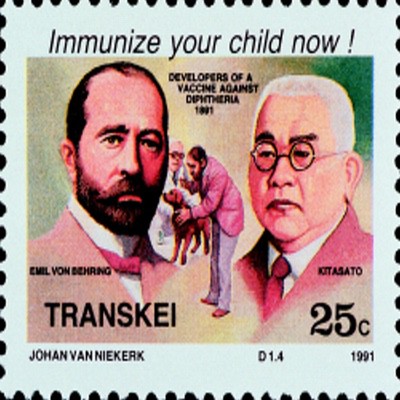 Immunize your child now !
DEVELOPERS OF A
VACCINE AGAINST
DIPHTHERIA
1891
EMIL VON BEHRING
KITASATO
TRANSKEI
25c
JOHAN VAN NIEKERK
D 1.4
1991